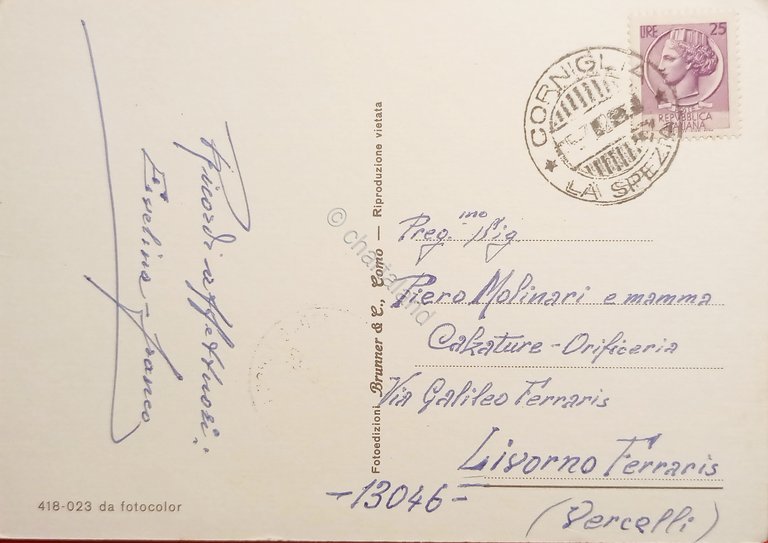 Ricordi affettuosi.
Evelina - Franco
418-023 da fotocolor
Fotoedizioni Brunner & C., Como — Riproduzione vietata
© chartaland
LIRE 25
REPUBBLICA
ITALIANA
CORNIGLIA
LA SPEZIA
Preg.mo Sig
Piero Molinari e mamma
Calzature - Orificeria
Via Galileo Ferraris
Livorno Ferraris
-13046-
(Vercelli)